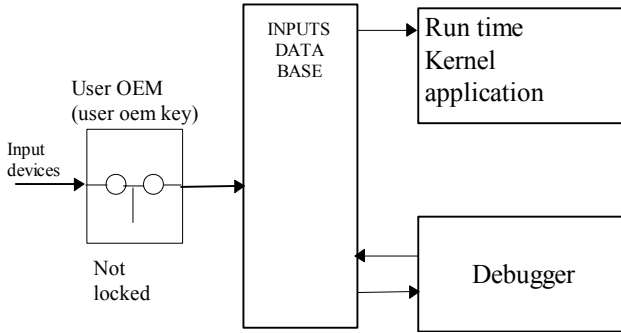 INPUTS
DATA
BASE
Run time
Kernel
application
User OEM
(user oem key)
Input
devices
Not
locked
Debugger